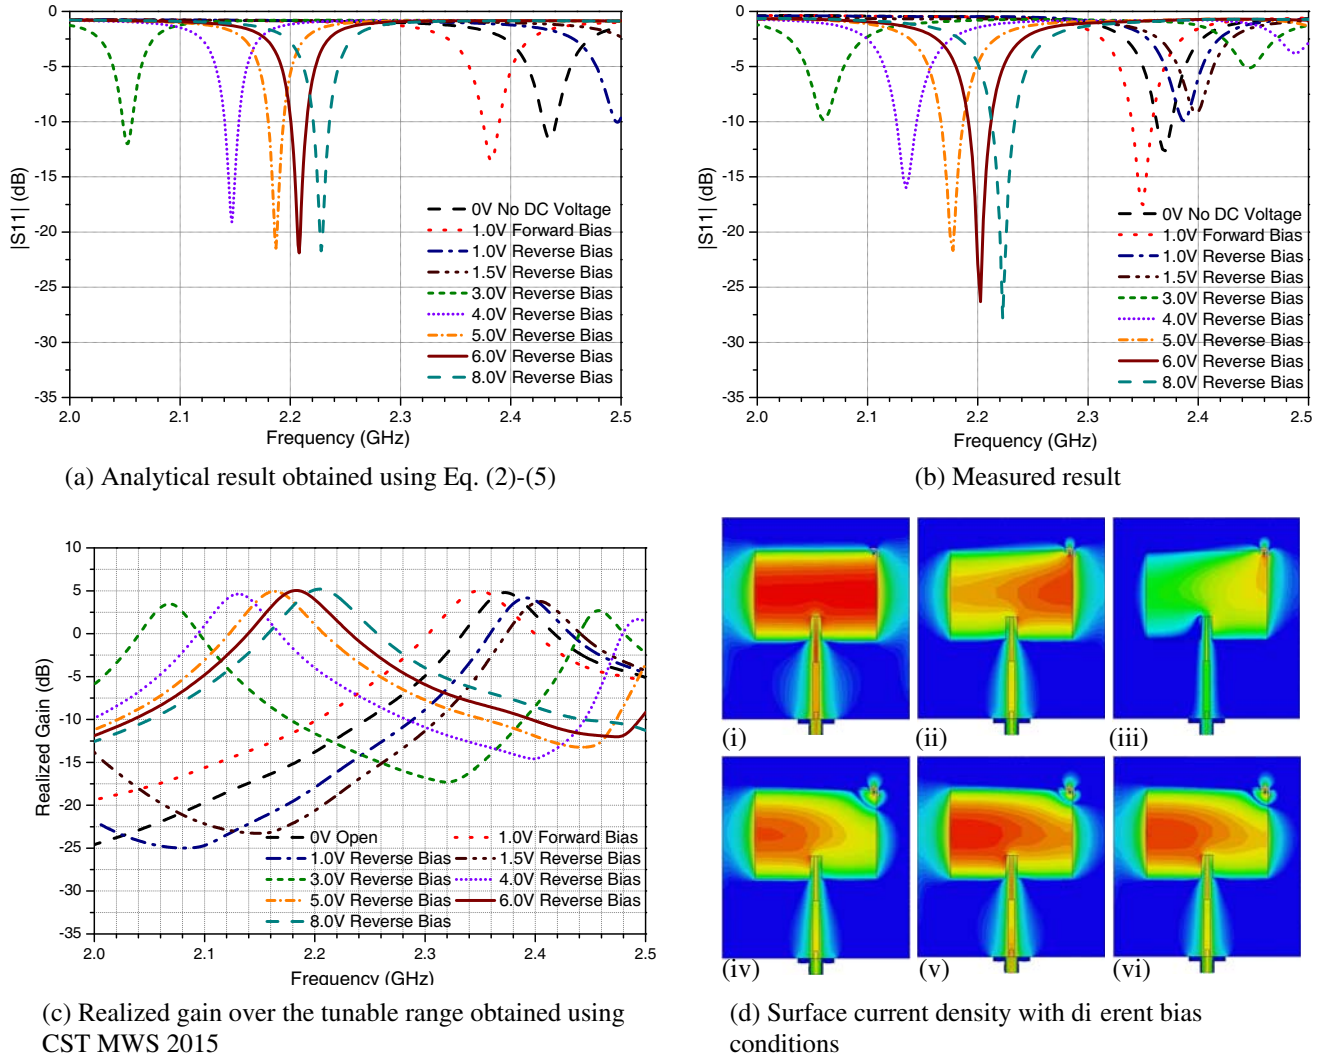 0
-5
-10
-15
-20
-25
-30
-35
|S11| (dB)
0V No DC Voltage
1.0V Forward Bias
1.0V Reverse Bias
1.5V Reverse Bias
3.0V Reverse Bias
4.0V Reverse Bias
5.0V Reverse Bias
6.0V Reverse Bias
8.0V Reverse Bias
2.0 2.1 2.2 2.3 2.4 2.5
Frequency (GHz)
(a) Analytical result obtained using Eq. (2)-(5)
0
-5
-10
-15
-20
-25
-30
-35
|S11| (dB)
0V No DC Voltage
1.0V Forward Bias
1.0V Reverse Bias
1.5V Reverse Bias
3.0V Reverse Bias
4.0V Reverse Bias
5.0V Reverse Bias
6.0V Reverse Bias
8.0V Reverse Bias
2.0 2.1 2.2 2.3 2.4 2.5
Frequency (GHz)
(b) Measured result
10
5
0
-5
-10
-15
-20
-25
-30
-35
Realized Gain (dB)
0V Open 1.0V Forward Bias
1.0V Reverse Bias 1.5V Reverse Bias
3.0V Reverse Bias 4.0V Reverse Bias
5.0V Reverse Bias 6.0V Reverse Bias
8.0V Reverse Bias
2.0 2.1 2.2 2.3 2.4 2.5
Frequency (GHz)
(c) Realized gain over the tunable range obtained using
CST MWS 2015
(i) (ii) (iii)
(iv) (v) (vi)
(d) Surface current density with di erent bias
conditions